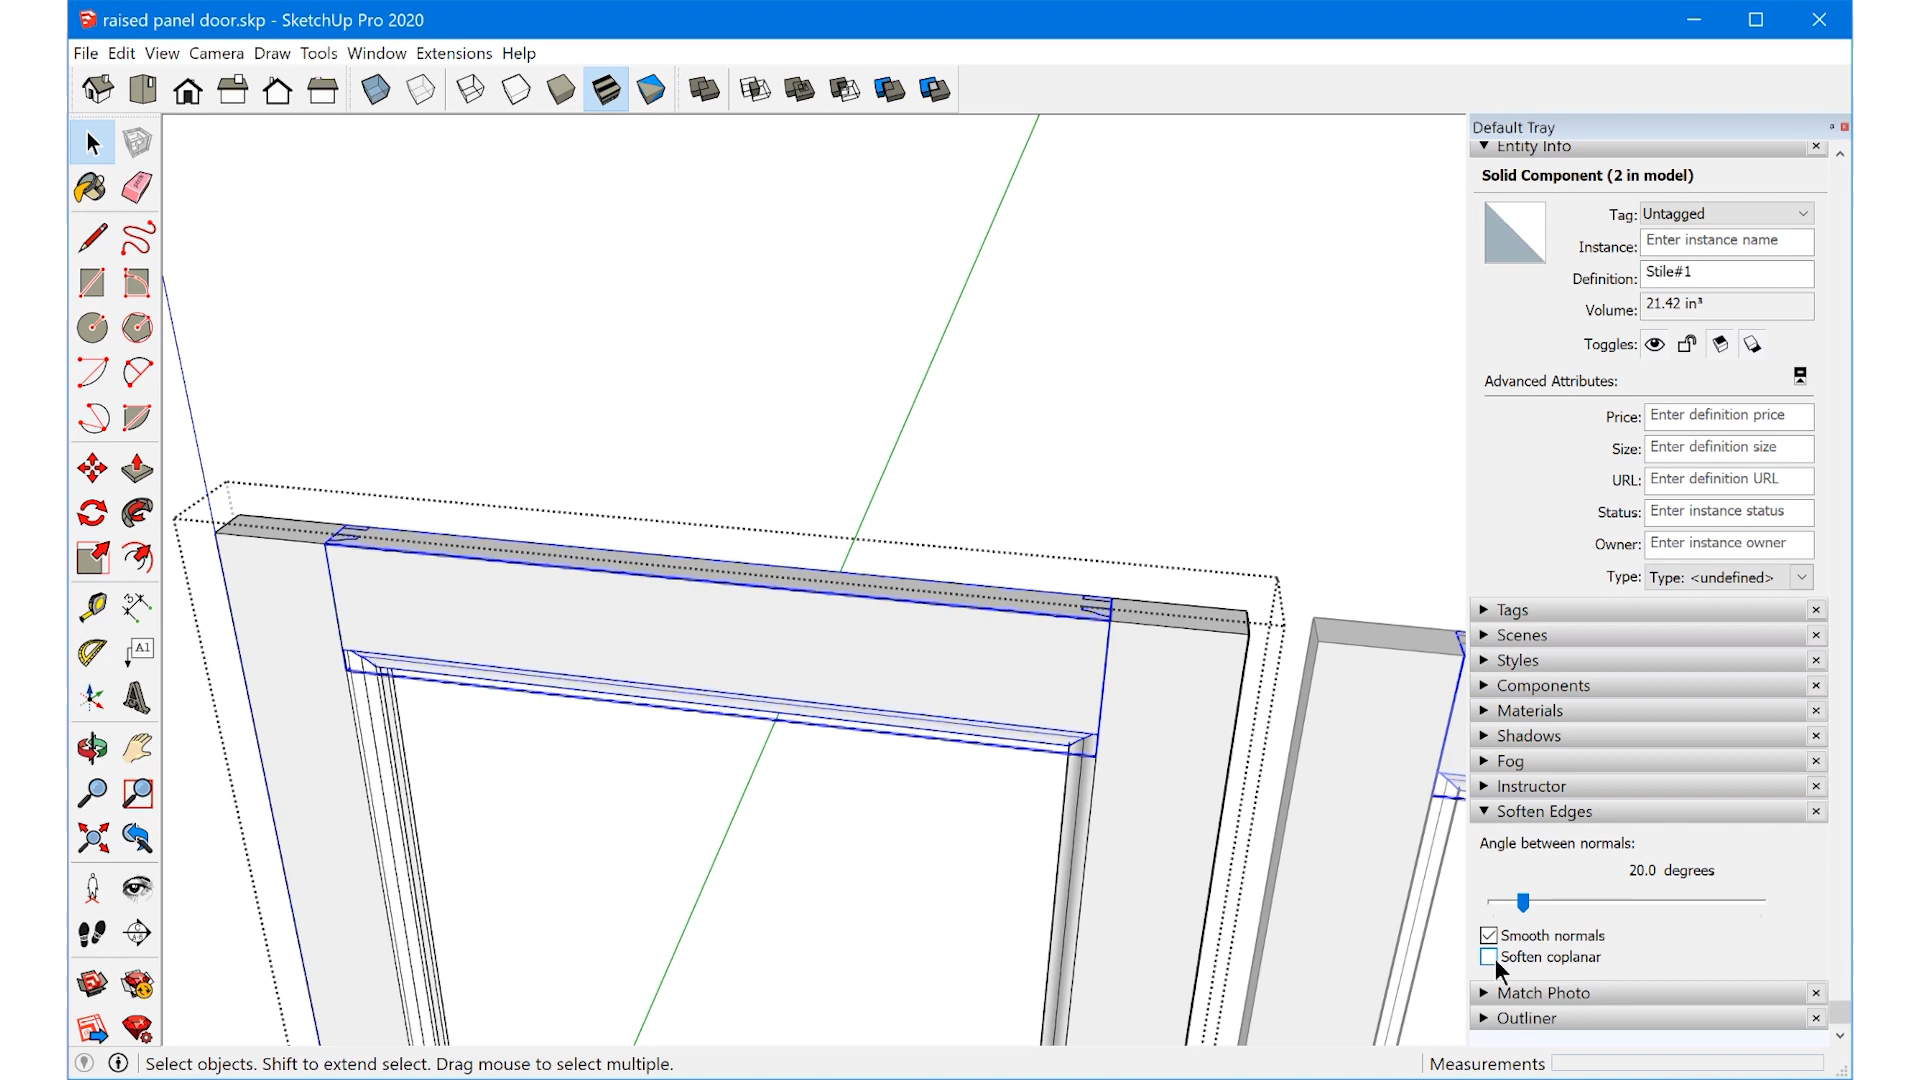 raised panel door.skp - SketchUp Pro 2020
File Edit View Camera Draw Tools Window Extensions Help
Default Tray
Entity Info
Solid Component (2 in model)
Tag: Untagged
Instance: Enter instance name
Definition: Stile#1
Volume: 21.42 in³
Toggles:
Advanced Attributes:
Price: Enter definition price
Size: Enter definition size
URL: Enter definition URL
Status: Enter instance status
Owner: Enter instance owner
Type: Type: <undefined>
Tags
Scenes
Styles
Components
Materials
Shadows
Fog
Instructor
Soften Edges
Angle between normals:
20.0 degrees
Smooth normals
Soften coplanar
Match Photo
Outliner
A1
Select objects. Shift to extend select. Drag mouse to select multiple.
Measurements